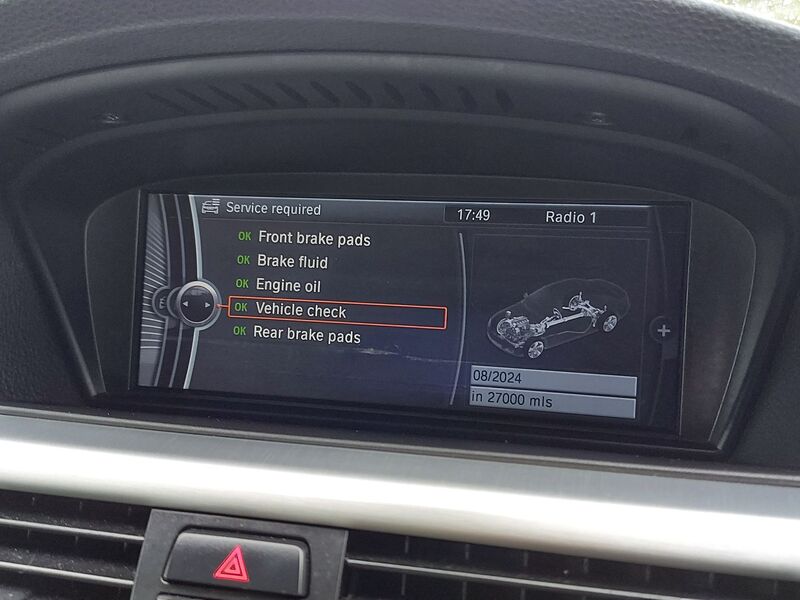 Service required
17:49
Radio 1
OK Front brake pads
OK Brake fluid
OK Engine oil
OK Vehicle check
OK Rear brake pads
+
08/2024
in 27000 mls